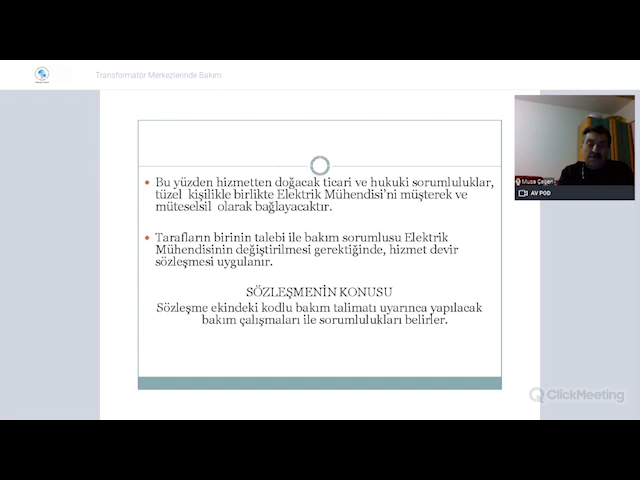 Transformatör Merkezlerinde Bakım
Bu yüzden hizmetten doğacak ticari ve hukuki sorumluluklar,
tüzel kişilikle birlikte Elektrik Mühendisi'ni müşterek ve
müteselsil olarak bağlayacaktır.
Tarafların birinin talebi ile bakım sorumlusu Elektrik
Mühendisinin değiştirilmesi gerektiğinde, hizmet devir
sözleşmesi uygulanır.
SÖZLEŞMENİN KONUSU
Sözleşme ekindeki kodlu bakım talimatı uyarınca yapılacak
bakım çalışmaları ile sorumlulukları belirler.
Musa Çeçen
AV POD
ClickMeeting